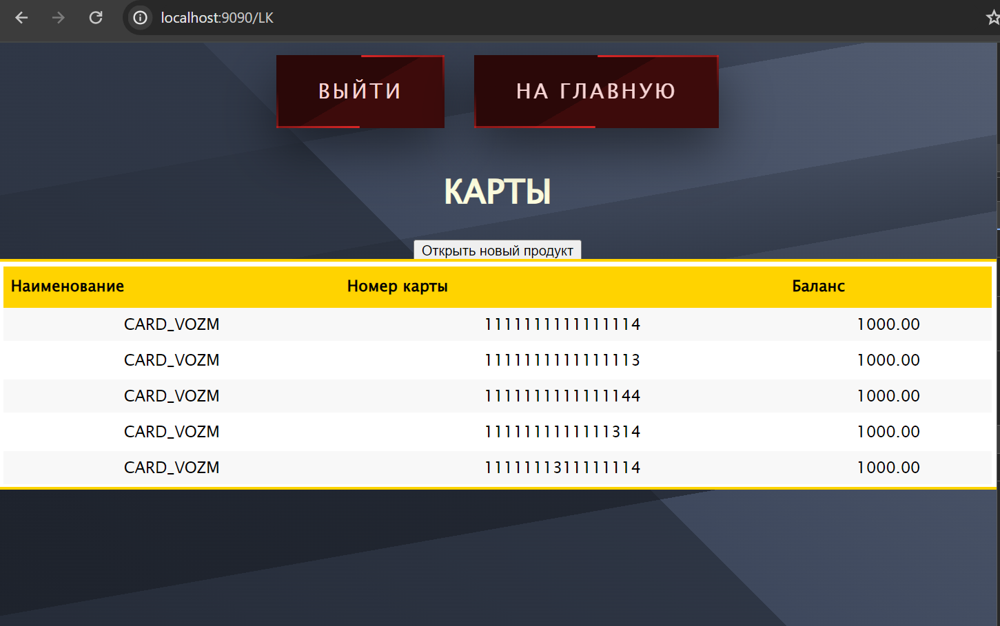 localhost:9090/LK
ВЫЙТИ НА ГЛАВНУЮ
КАРТЫ
Открыть новый продукт
Наименование Номер карты Баланс
CARD_VOZM 1111111111111114 1000.00
CARD_VOZM 1111111111111113 1000.00
CARD_VOZM 1111111111111144 1000.00
CARD_VOZM 1111111111111314 1000.00
CARD_VOZM 1111111311111114 1000.00